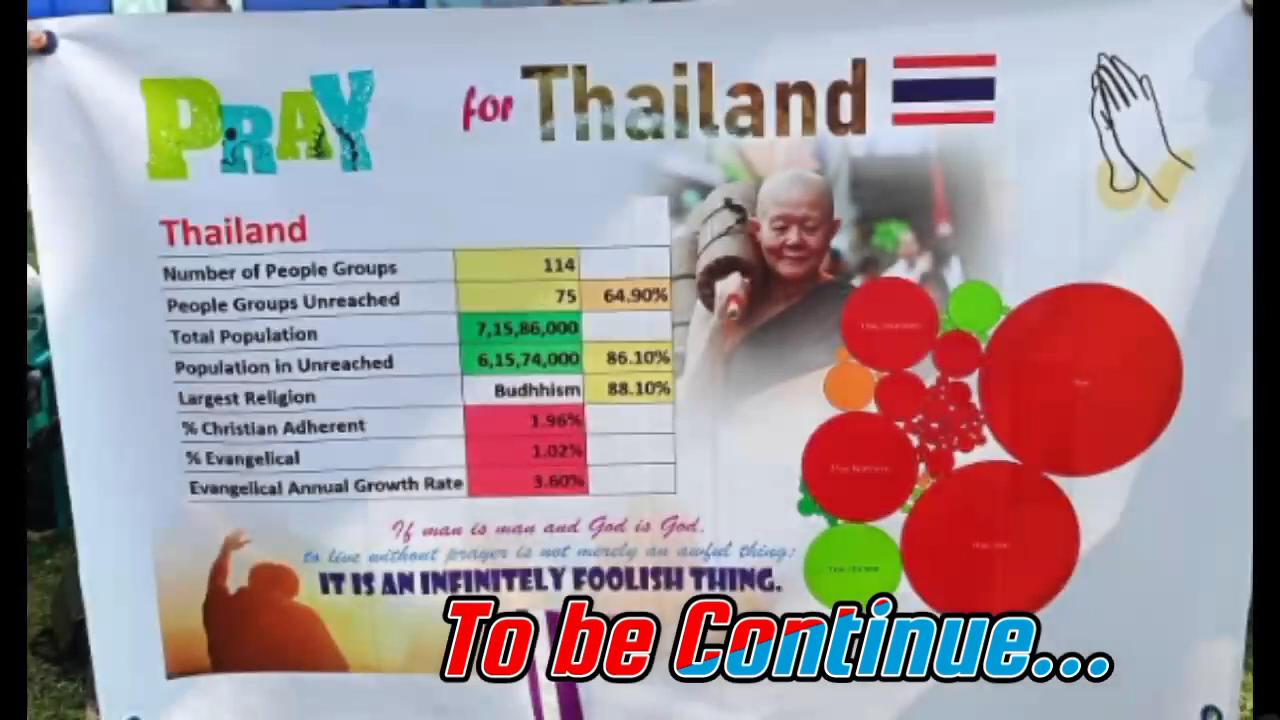 PRAY for Thailand
Thailand
Number of People Groups 114
People Groups Unreached 75 64.90%
Total Population 7,15,86,000
Population in Unreached 6,15,74,000 86.10%
Largest Religion Budhhism 88.10%
% Christian Adherent 1.96%
% Evangelical 1.02%
Evangelical Annual Growth Rate 3.60%
If man is man and God is God,
to live without prayer is not merely an awful thing:
IT IS AN INFINITELY FOOLISH THING.
To be Continue...